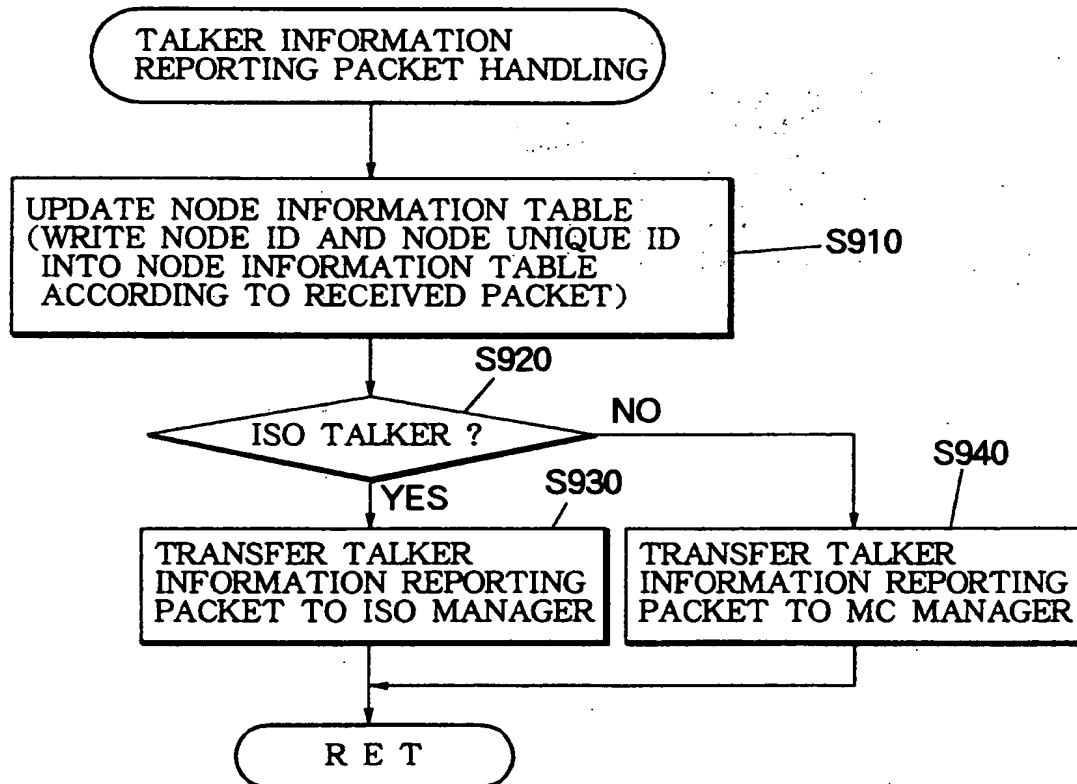 TALKER INFORMATION
REPORTING PACKET HANDLING
UPDATE NODE INFORMATION TABLE
(WRITE NODE ID AND NODE UNIQUE ID
INTO NODE INFORMATION TABLE
ACCORDING TO RECEIVED PACKET)
S910
S920
ISO TALKER ?
NO
YES
S930
S940
TRANSFER TALKER
INFORMATION REPORTING
PACKET TO ISO MANAGER
TRANSFER TALKER
INFORMATION REPORTING
PACKET TO MC MANAGER
R E T